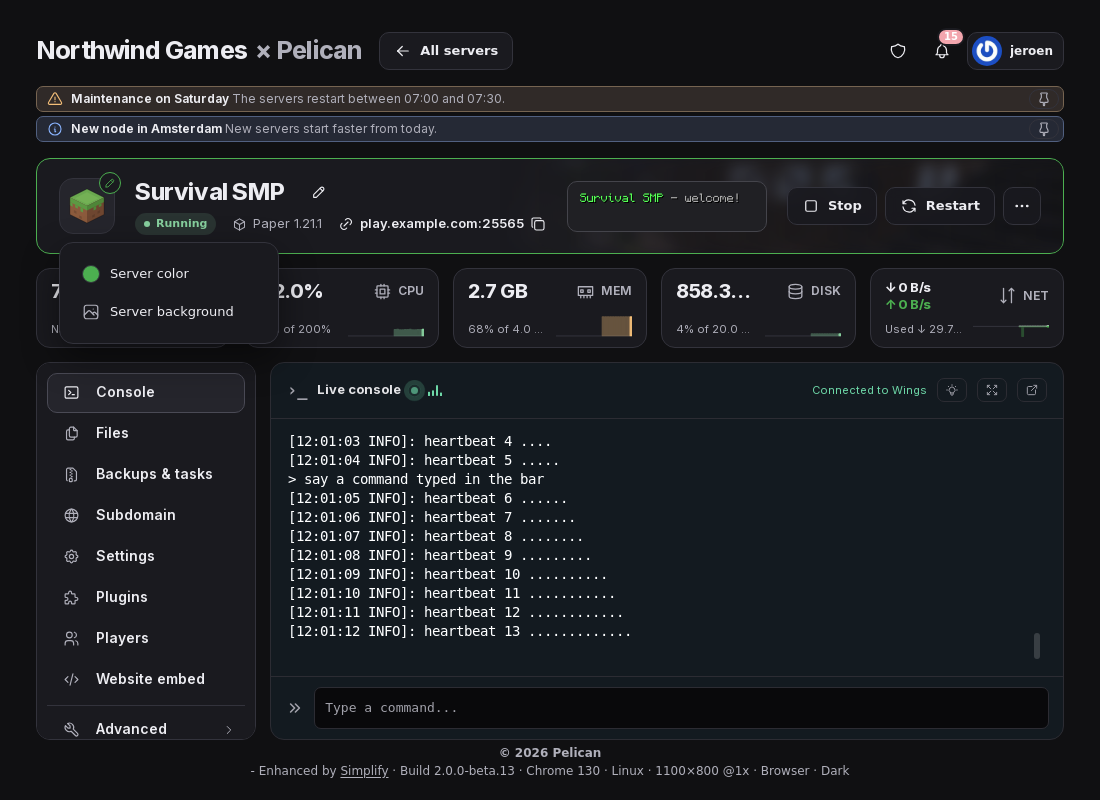 Northwind Games × Pelican
All servers
15
jeroen
Maintenance on Saturday The servers restart between 07:00 and 07:30.
New node in Amsterdam New servers start faster from today.
Survival SMP
Running
Paper 1.21.1
play.example.com:25565
Survival SMP – welcome!
Stop
Restart
Server color
Server background
2.0%
CPU
of 200%
2.7 GB
MEM
68% of 4.0 ...
858.3...
DISK
4% of 20.0 ...
↓ 0 B/s
↑ 0 B/s
NET
Used ↓ 29.7...
Console
Files
Backups & tasks
Subdomain
Settings
Plugins
Players
Website embed
Advanced
Live console
Connected to Wings
[12:01:03 INFO]: heartbeat 4 ....
[12:01:04 INFO]: heartbeat 5 .....
> say a command typed in the bar
[12:01:05 INFO]: heartbeat 6 ......
[12:01:06 INFO]: heartbeat 7 .......
[12:01:07 INFO]: heartbeat 8 ........
[12:01:08 INFO]: heartbeat 9 .........
[12:01:09 INFO]: heartbeat 10 ..........
[12:01:10 INFO]: heartbeat 11 ...........
[12:01:11 INFO]: heartbeat 12 ............
[12:01:12 INFO]: heartbeat 13 .............
Type a command...
© 2026 Pelican
- Enhanced by Simplify · Build 2.0.0-beta.13 · Chrome 130 · Linux · 1100×800 @1x · Browser · Dark